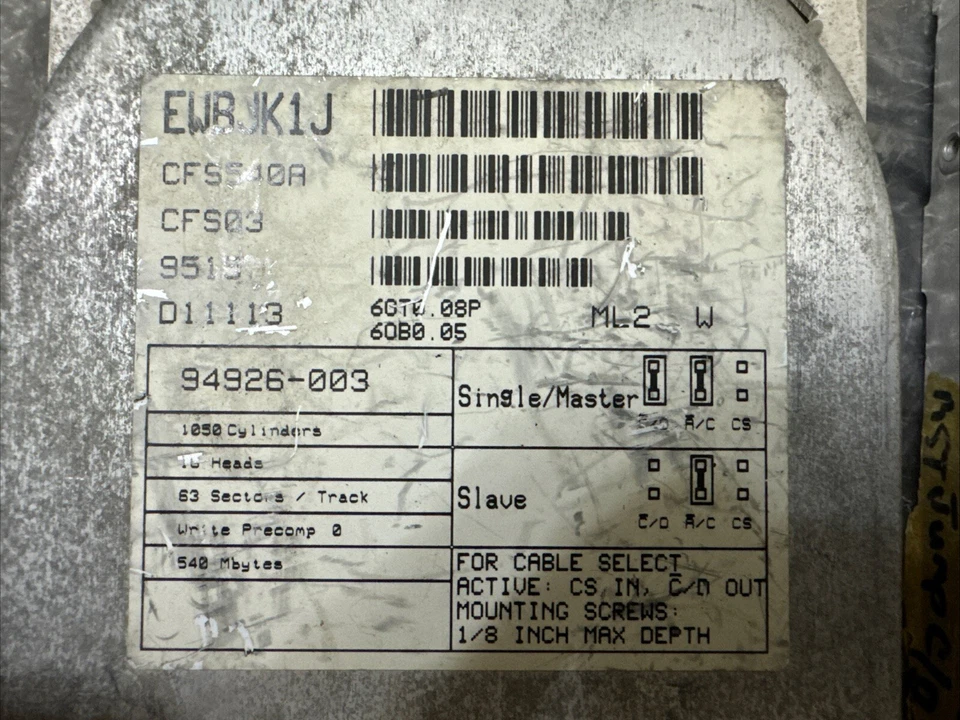 EWBJK1J
CFS540A
CFS03
D11113
6GT0.08P
6OB0.05
ML2 W
94926-003
1050 Cylinders
16 Heads
63 Sectors / Track
Write Precomp 0
540 Mbytes
Single/Master
C/D A/C CS
Slave
C/D A/C CS
FOR CABLE SELECT
ACTIVE: CS IN, C/D OUT
MOUNTING SCREWS:
1/8 INCH MAX DEPTH